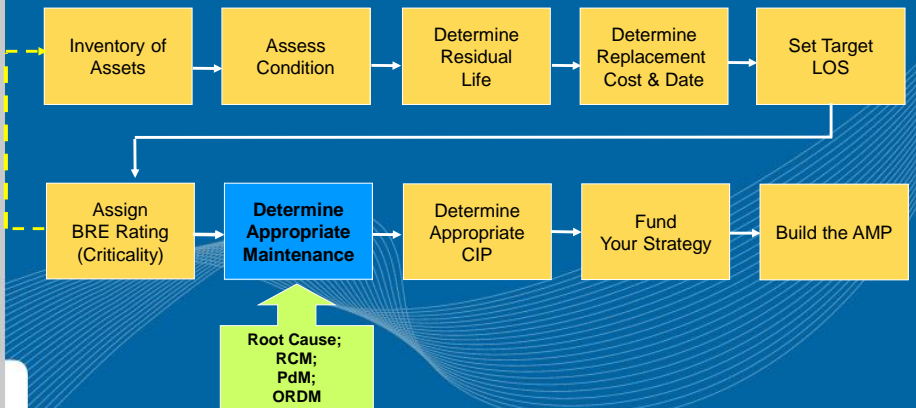 Inventory of
Assets
Assess
Condition
Determine
Residual
Life
Determine
Replacement
Cost & Date
Set Target
LOS
Assign
BRE Rating
(Criticality)
Determine
Appropriate
Maintenance
Determine
Appropriate
CIP
Fund
Your Strategy
Build the AMP
Root Cause;
RCM;
PdM;
ORDM